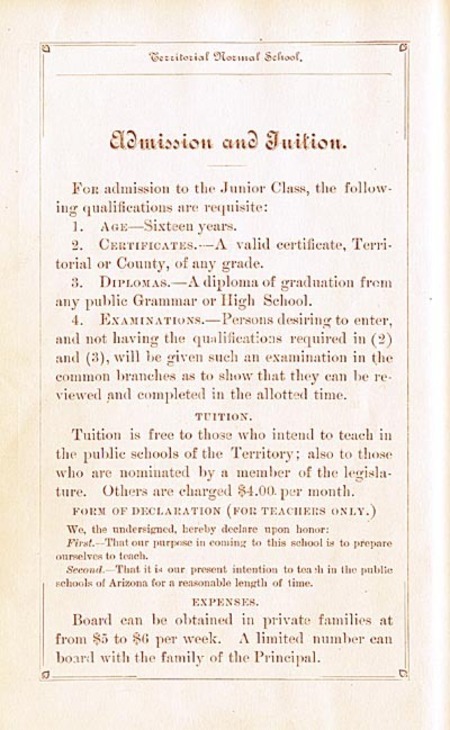 Territorial Normal School.
Admission and Tuition.
FOR admission to the Junior Class, the follow-
ing qualifications are requisite:
1. AGE—Sixteen years.
2. CERTIFICATES.—A valid certificate, Terri-
torial or County, of any grade.
3. DIPLOMAS.—A diploma of graduation from
any public Grammar or High School.
4. EXAMINATIONS.—Persons desiring to enter,
and not having the qualifications required in (2)
and (3), will be given such an examination in the
common branches as to show that they can be re-
viewed and completed in the allotted time.
TUITION.
Tuition is free to those who intend to teach in
the public schools of the Territory; also to those
who are nominated by a member of the legisla-
ture. Others are charged $4.00. per month.
FORM OF DECLARATION (FOR TEACHERS ONLY.)
We, the undersigned, hereby declare upon honor:
First.—That our purpose in coming to this school is to prepare
ourselves to teach.
Second.—That it is our present intention to teach in the public
schools of Arizona for a reasonable length of time.
EXPENSES.
Board can be obtained in private families at
from $5 to $6 per week. A limited number can
board with the family of the Principal.